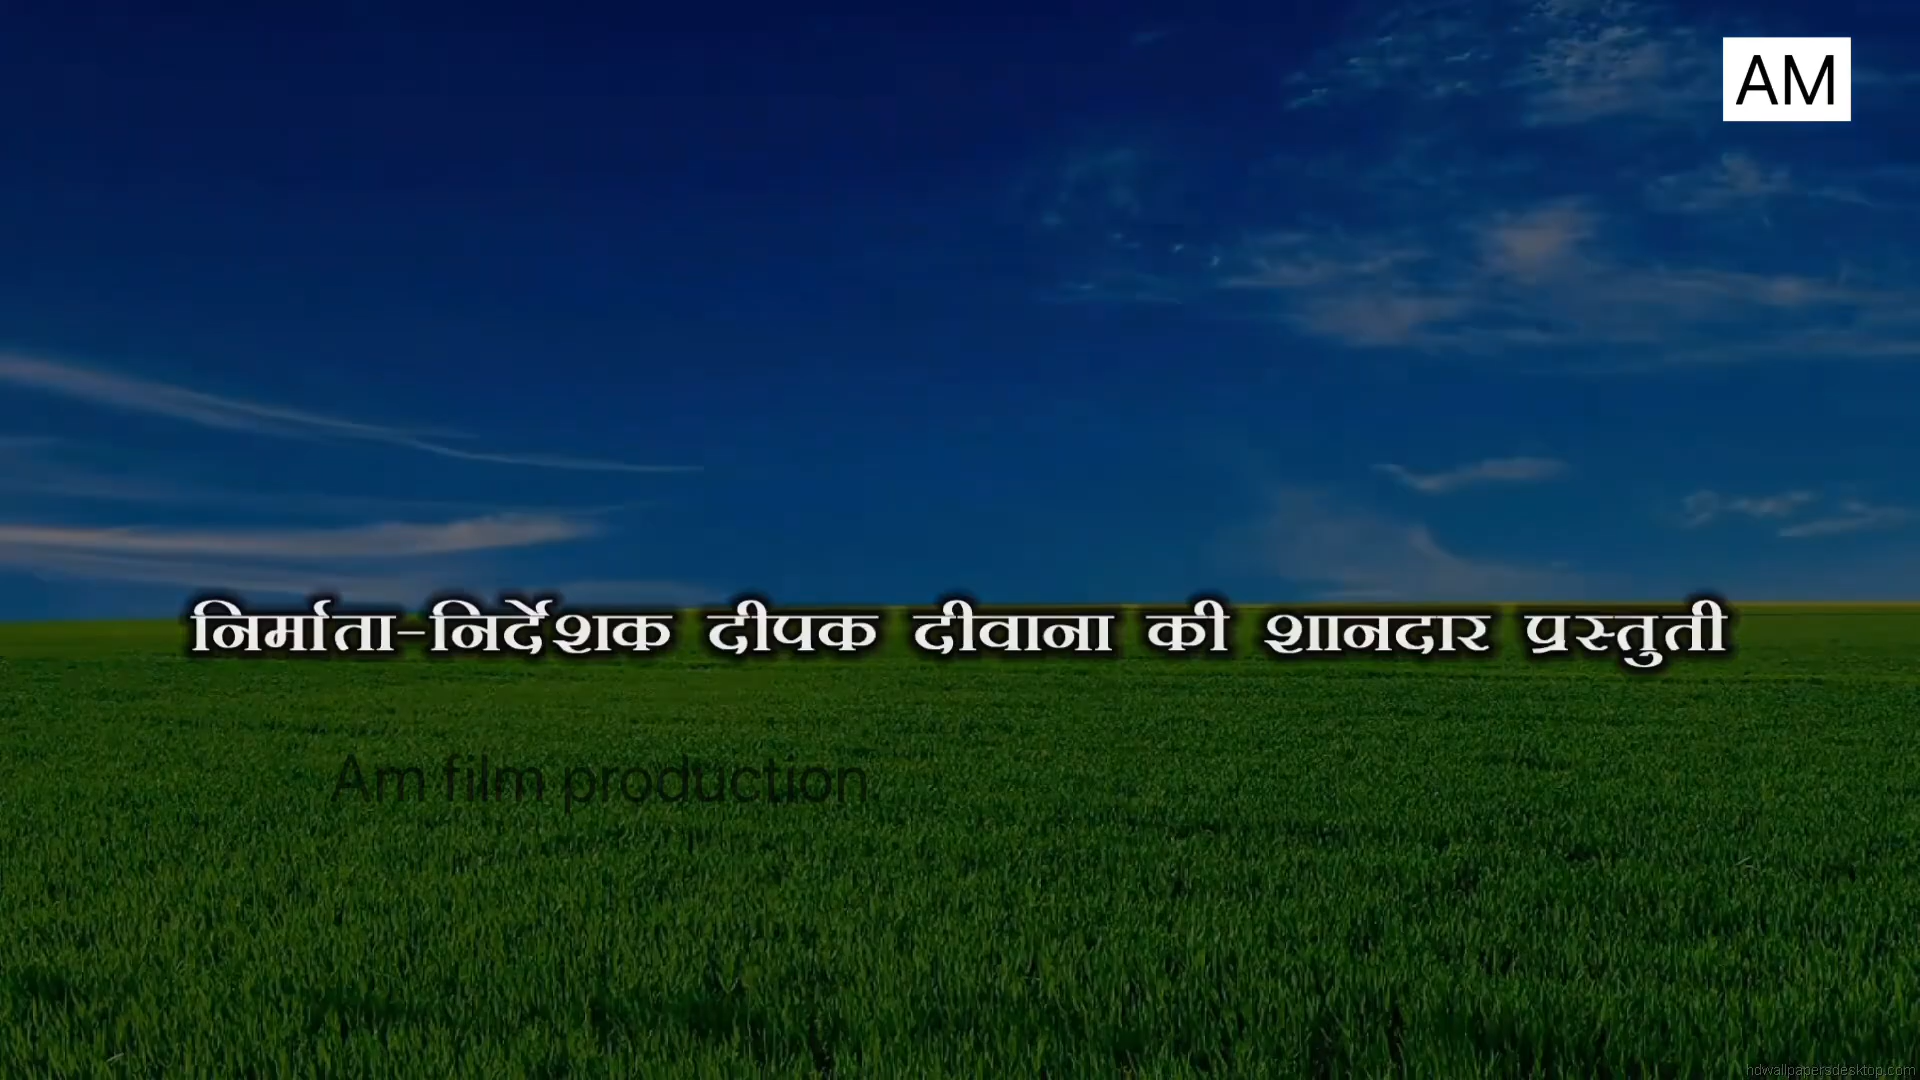 AM
निर्माता-निर्देशक दीपक दीवाना की शानदार प्रस्तुती
Am film production
hdwallpapersdesktop.com